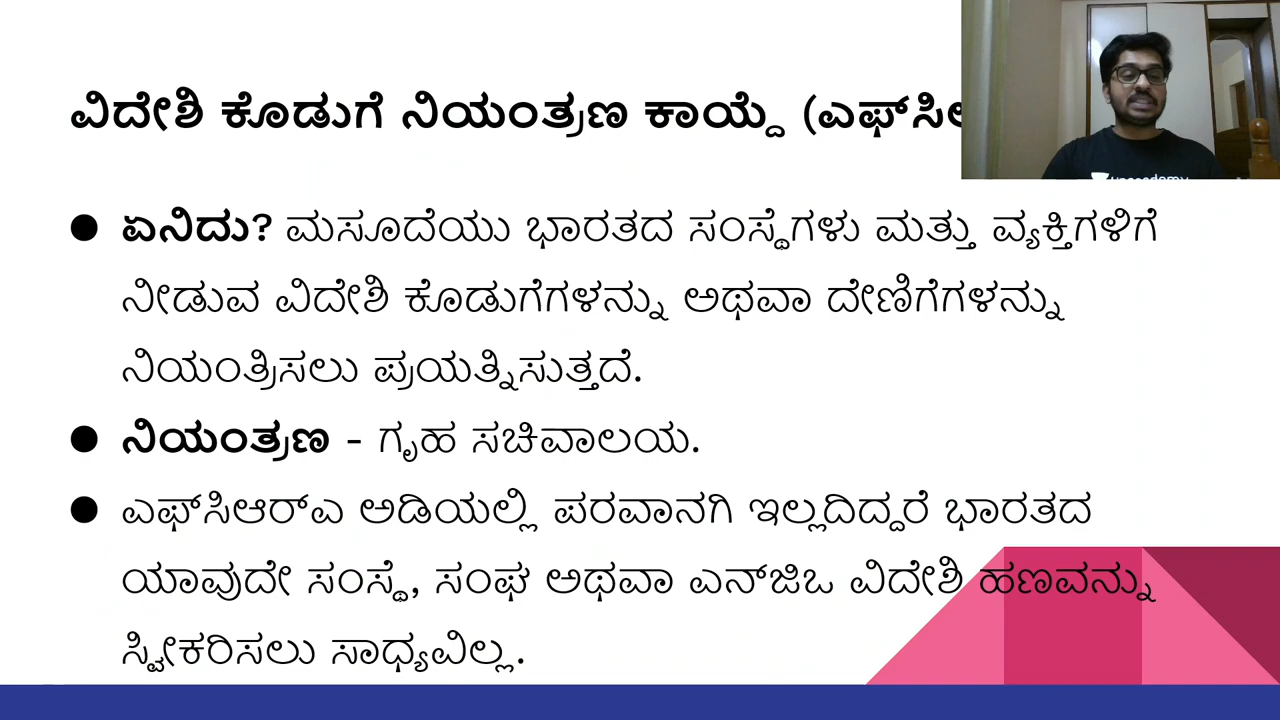 ವಿದೇಶಿ ಕೊಡುಗೆ ನಿಯಂತ್ರಣ ಕಾಯ್ದೆ
● ಏನಿದು? ಮಸೂದೆಯು ಭಾರತದ ಸಂಸ್ಥೆಗಳು ಮತ್ತು ವ್ಯಕ್ತಿಗಳಿಗೆ
ನೀಡುವ ವಿದೇಶಿ ಕೊಡುಗೆಗಳನ್ನು ಅಥವಾ ದೇಣಿಗೆಗಳನ್ನು
ನಿಯಂತ್ರಿಸಲು ಪ್ರಯತ್ನಿಸುತ್ತದೆ.
● ನಿಯಂತ್ರಣ - ಗೃಹ ಸಚಿವಾಲಯ.
● ಎಫ್‌ಸಿಆರ್‌ಎ ಅಡಿಯಲ್ಲಿ ಪರವಾನಗಿ ಇಲ್ಲದಿದ್ದರೆ ಭಾರತದ
ಯಾವುದೇ ಸಂಸ್ಥೆ, ಸಂಘ ಅಥವಾ ಎನ್‌ಜಿಒ ವಿದೇಶಿ ಹಣವನ್ನು
ಸ್ವೀಕರಿಸಲು ಸಾಧ್ಯವಿಲ್ಲ.